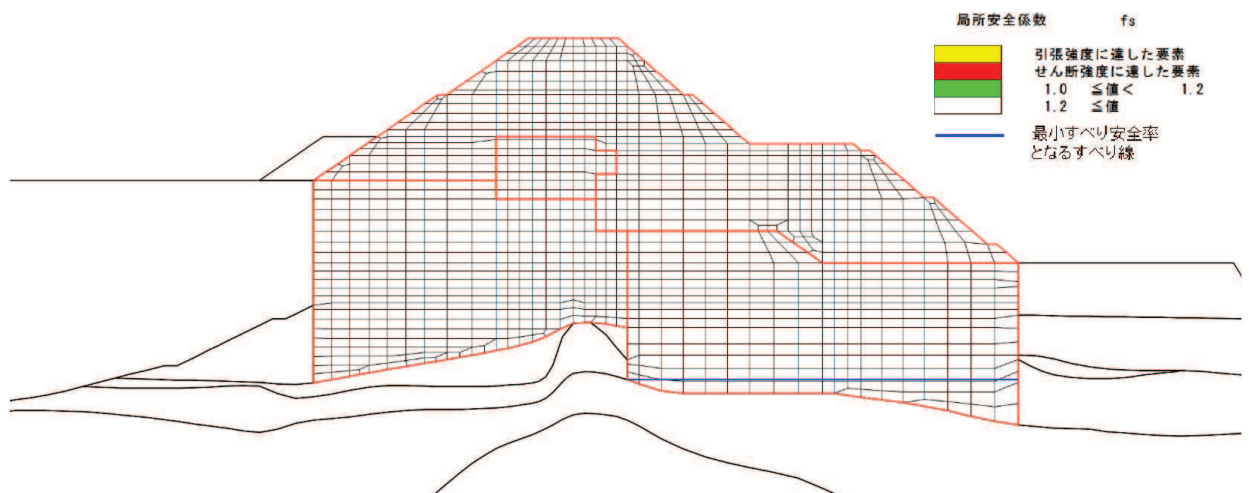 局所安全係数 fs
引張強度に達した要素
せん断強度に達した要素
1.0 ≦値< 1.2
1.2 ≦値
最小すべり安全率
となるすべり線